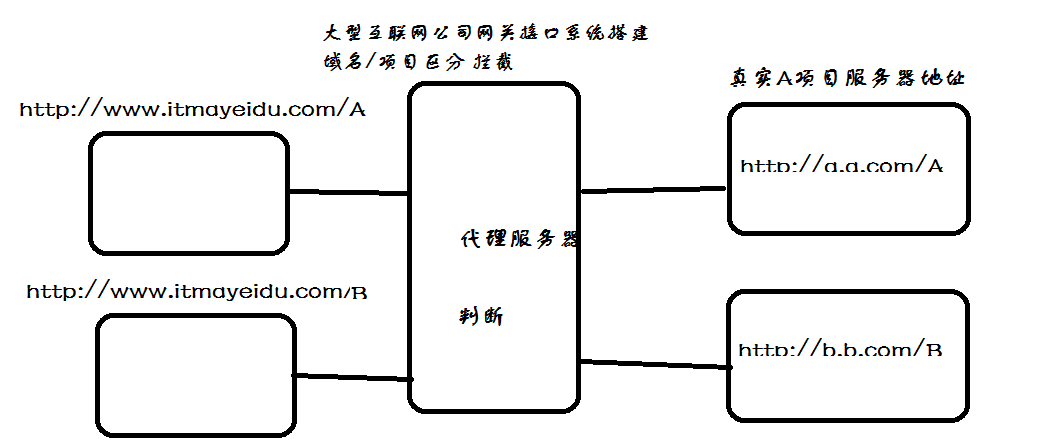 大型互联网公司网关接口系统搭建
域名/项目区分 拦截
真实A项目服务器地址
http://www.itmayeidu.com/A
http://a.a.com/A
代理服务器
http://www.itmayeidu.com/B
判断
http://b.b.com/B